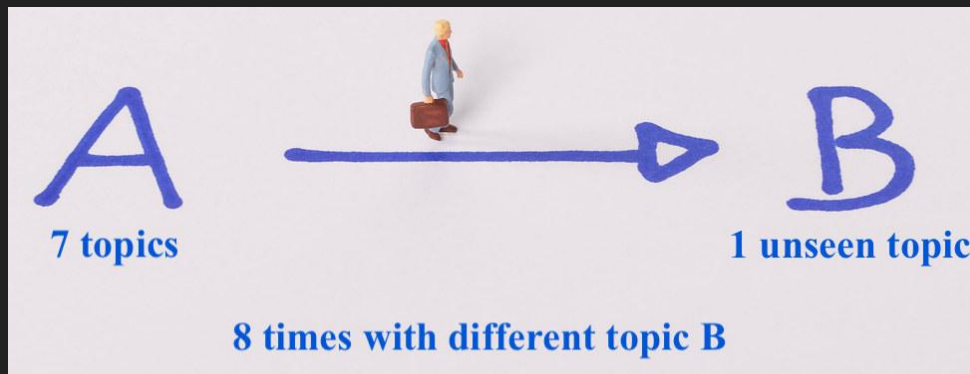 A B
7 topics 1 unseen topic
8 times with different topic B